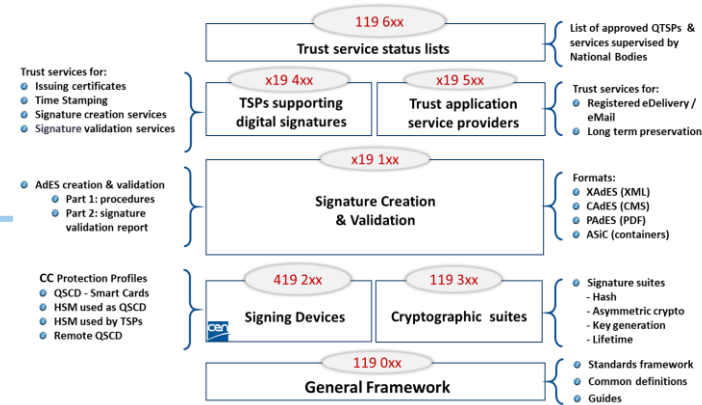 119 6xx
Trust service status lists
List of approved QTSPs &
services supervised by
National Bodies
Trust services for:
Issuing certificates
Time Stamping
Signature creation services
Signature validation services
x19 4xx
TSPs supporting
digital signatures
x19 5xx
Trust application
service providers
Trust services for:
Registered eDelivery /
eMail
Long term preservation
AdES creation & validation
Part 1: procedures
Part 2: signature
validation report
x19 1xx
Signature Creation
& Validation
Formats:
XAdES (XML)
CAdES (CMS)
PAdES (PDF)
ASiC (containers)
CC Protection Profiles
QSCD - Smart Cards
HSM used as QSCD
HSM used by TSPs
Remote QSCD
419 2xx
Signing Devices
cen
119 3xx
Cryptographic suites
Signature suites
- Hash
- Asymmetric crypto
- Key generation
- Lifetime
119 0xx
General Framework
Standards framework
Common definitions
Guides